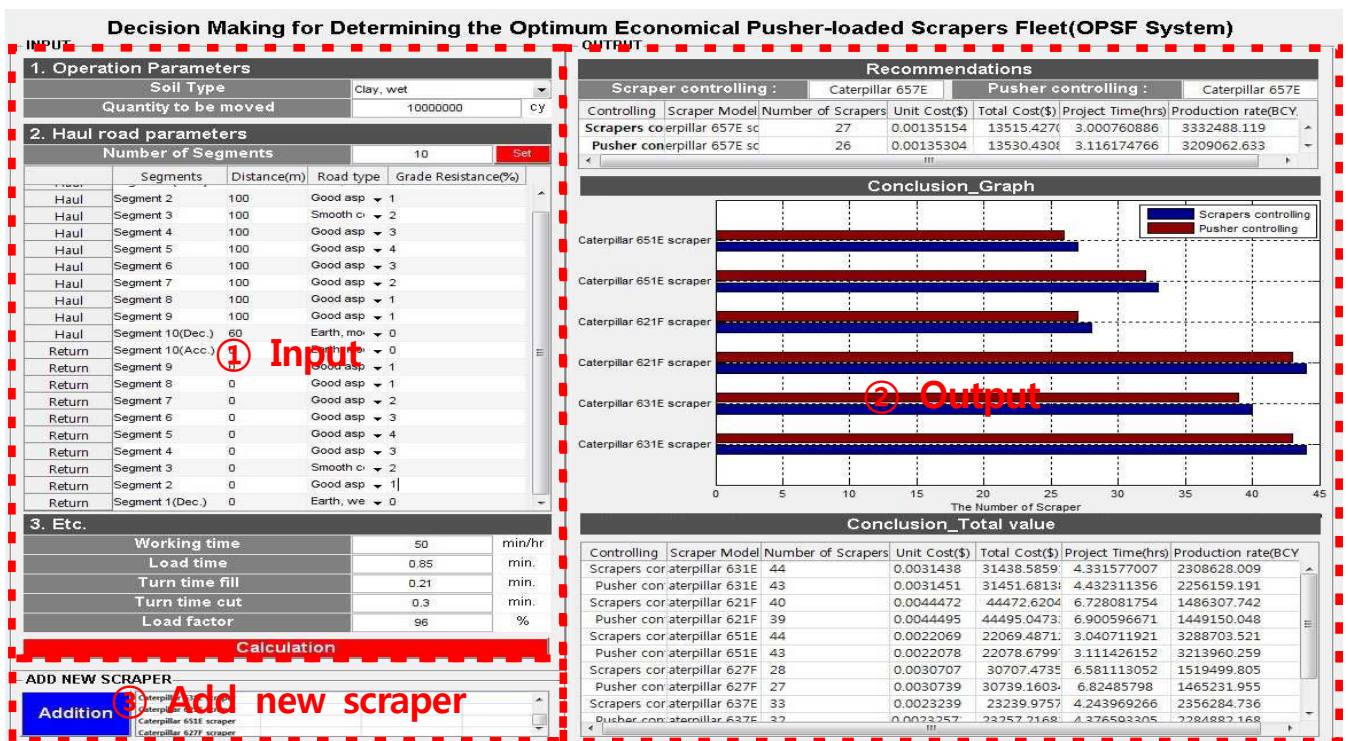 Decision Making for Determining the Optimum Economical Pusher-loaded Scrapers Fleet(OPSF System)
INPUT
1. Operation Parameters
Soil Type Clay, wet
Quantity to be moved 10000000 cy
2. Haul road parameters
Number of Segments 10 Set
Segments Distance(m) Road type Grade Resistance(%)
Haul Segment 2 100 Good asp 1
Haul Segment 3 100 Smooth c 2
Haul Segment 4 100 Good asp 3
Haul Segment 5 100 Good asp 4
Haul Segment 6 100 Good asp 3
Haul Segment 7 100 Good asp 2
Haul Segment 8 100 Good asp 1
Haul Segment 9 100 Good asp 1
Haul Segment 10(Dec.) 60 Earth, mo 0
Return Segment 10(Acc.) 0
Return Segment 9 Good asp 1
Return Segment 8 0 Good asp 1
Return Segment 7 0 Good asp 2
Return Segment 6 0 Good asp 3
Return Segment 5 0 Good asp 4
Return Segment 4 0 Good asp 3
Return Segment 3 0 Smooth c 2
Return Segment 2 0 Good asp 1
Return Segment 1(Dec.) 0 Earth, we 0
① Input
3. Etc.
Working time 50 min/hr
Load time 0.85 min.
Turn time fill 0.21 min.
Turn time cut 0.3 min.
Load factor 96 %
Calculation
ADD NEW SCRAPER
Addition
③ Add new scraper
Caterpillar 651E scraper
Caterpillar 627F scraper
OUTPUT
Recommendations
Scraper controlling : Caterpillar 657E Pusher controlling : Caterpillar 657E
Controlling Scraper Model Number of Scrapers Unit Cost($) Total Cost($) Project Time(hrs) Production rate(BCY
Scrapers co erpillar 657E sc 27 0.00135154 13515.427 3.000760886 3332488.119
Pusher con erpillar 657E sc 26 0.00135304 13530.430 3.116174766 3209062.633
Conclusion_Graph
Scrapers controlling
Pusher controlling
Caterpillar 651E scraper
Caterpillar 651E scraper
Caterpillar 621F scraper
Caterpillar 621F scraper
Caterpillar 631E scraper
Caterpillar 631E scraper
② Output
0 5 10 15 20 25 30 35 40 45
The Number of Scraper
Conclusion_Total value
Controlling Scraper Model Number of Scrapers Unit Cost($) Total Cost($) Project Time(hrs) Production rate(BCY
Scrapers cor aterpillar 631E 44 0.0031438 31438.5859 4.331577007 2308628.009
Pusher con aterpillar 631E 43 0.0031451 31451.6813 4.432311356 2256159.191
Scrapers cor aterpillar 621F 40 0.0044472 44472.6204 6.728081754 1486307.742
Pusher con aterpillar 621F 39 0.0044495 44495.0473 6.900596671 1449150.048
Scrapers cor aterpillar 651E 44 0.0022069 22069.4871 3.040711921 3288703.521
Pusher con aterpillar 651E 43 0.0022078 22078.6799 3.111426152 3213960.259
Scrapers cor aterpillar 627F 28 0.0030707 30707.4735 6.581113052 1519499.805
Pusher con aterpillar 627F 27 0.0030739 30739.1603 6.82485798 1465231.955
Scrapers cor aterpillar 637E 33 0.0023239 23239.9757 4.243969266 2356284.736
Pusher con aterpillar 637E 32 0.0023257 23257.2168 4.376593305 2284882.168